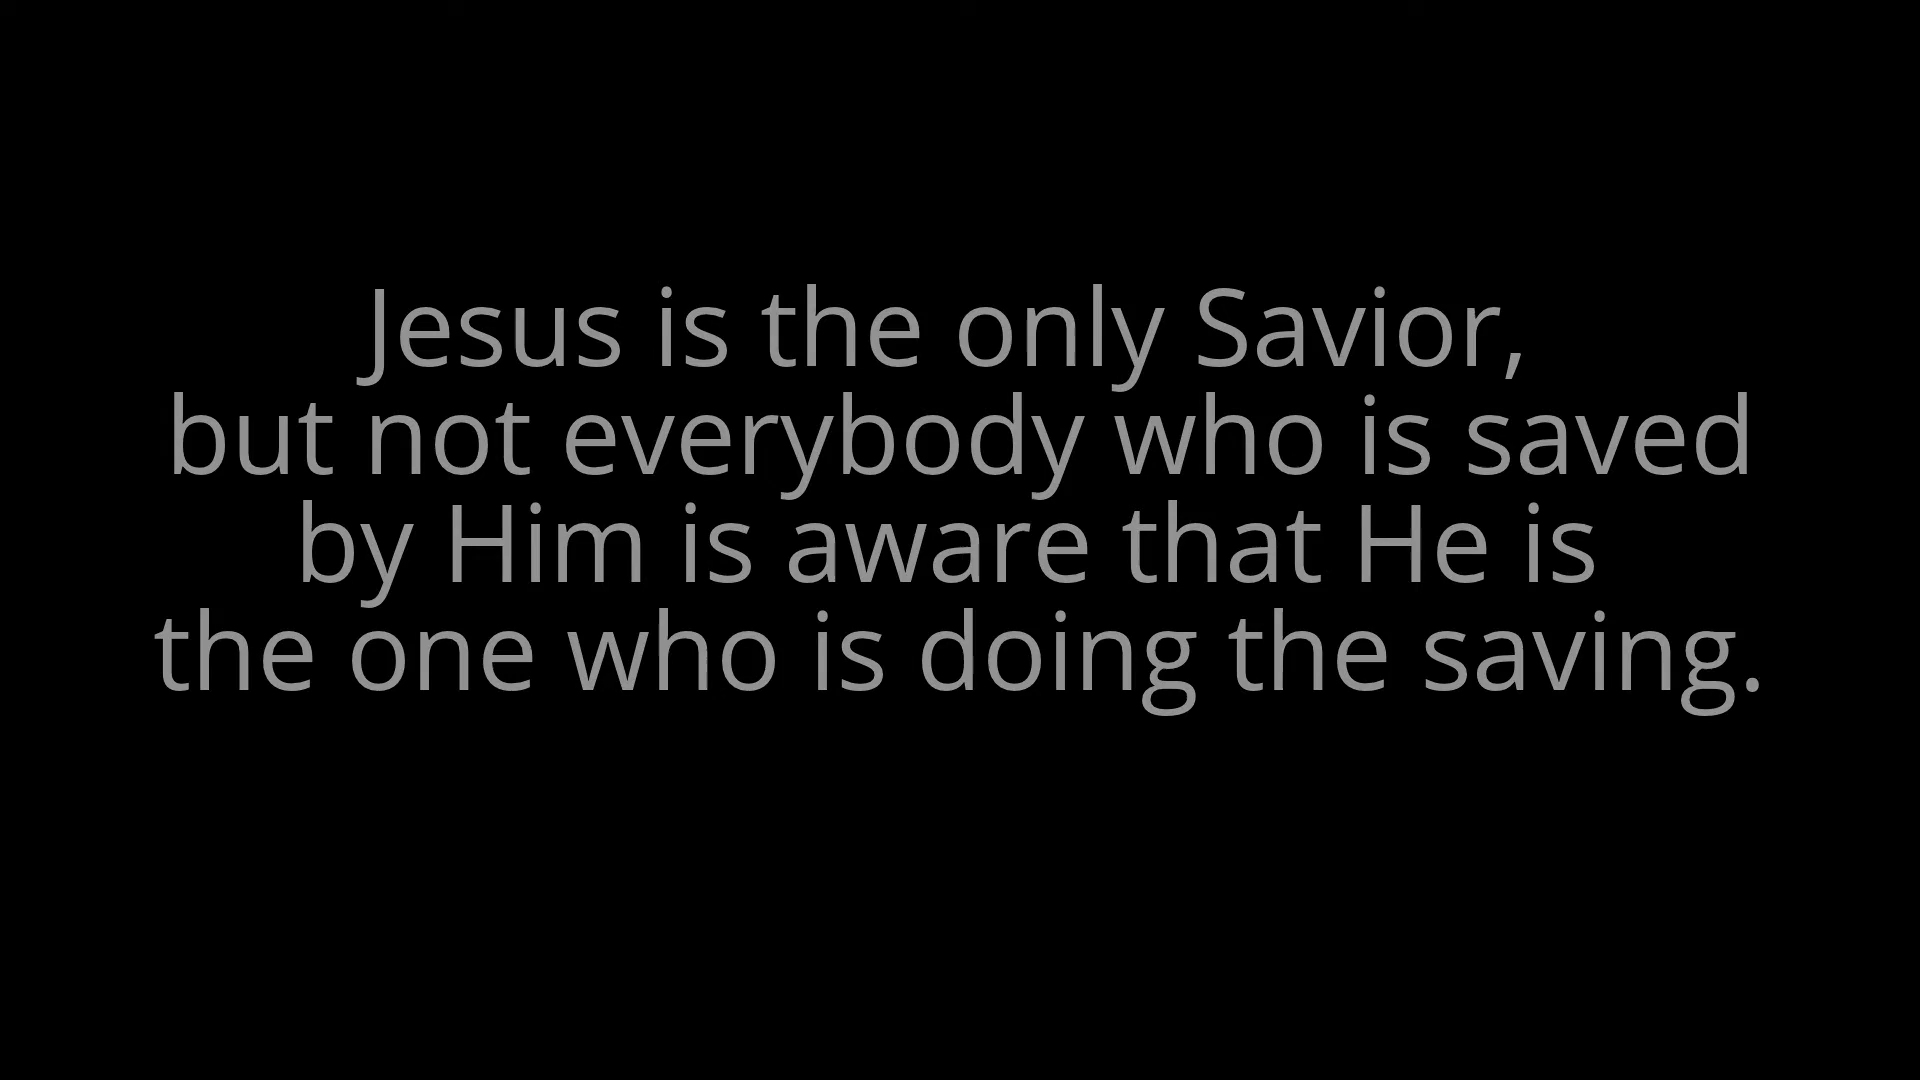 Jesus is the only Savior,
but not everybody who is saved
by Him is aware that He is
the one who is doing the saving.